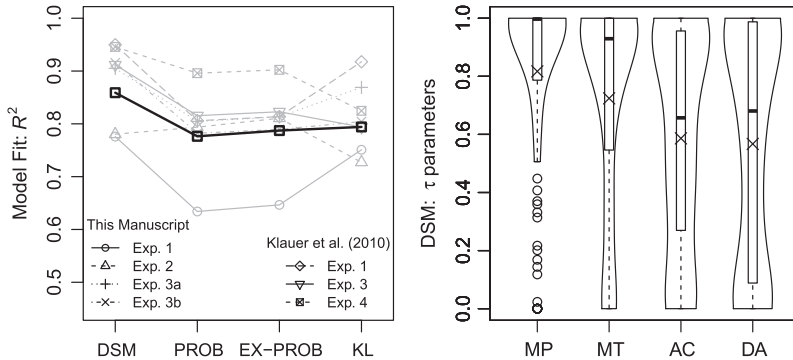 Model Fit: R²
1.0
0.9
0.8
0.7
0.6
0.5
This Manuscript
Exp. 1
Exp. 2
Exp. 3a
Exp. 3b
Klauer et al. (2010)
Exp. 1
Exp. 3
Exp. 4
DSM PROB EX−PROB KL
DSM: τ parameters
1.0
0.8
0.6
0.4
0.2
0.0
MP MT AC DA